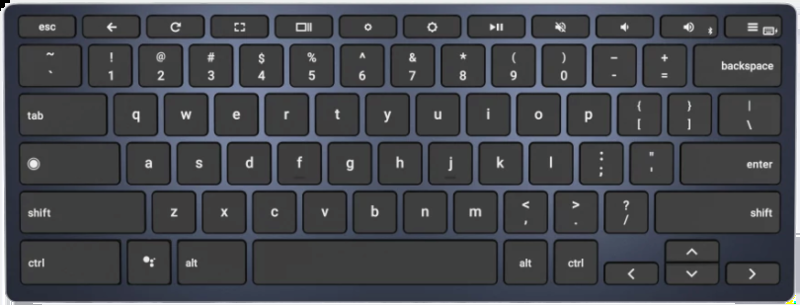 esc
~ ! @ # $ % ^ & * ( ) - +
` 1 2 3 4 5 6 7 8 9 0 - = backspace
tab q w e r t y u i o p { } |
[ ] \
a s d f g h j k l : " enter
; '
shift z x c v b n m < > ? shift
, . /
ctrl alt alt ctrl